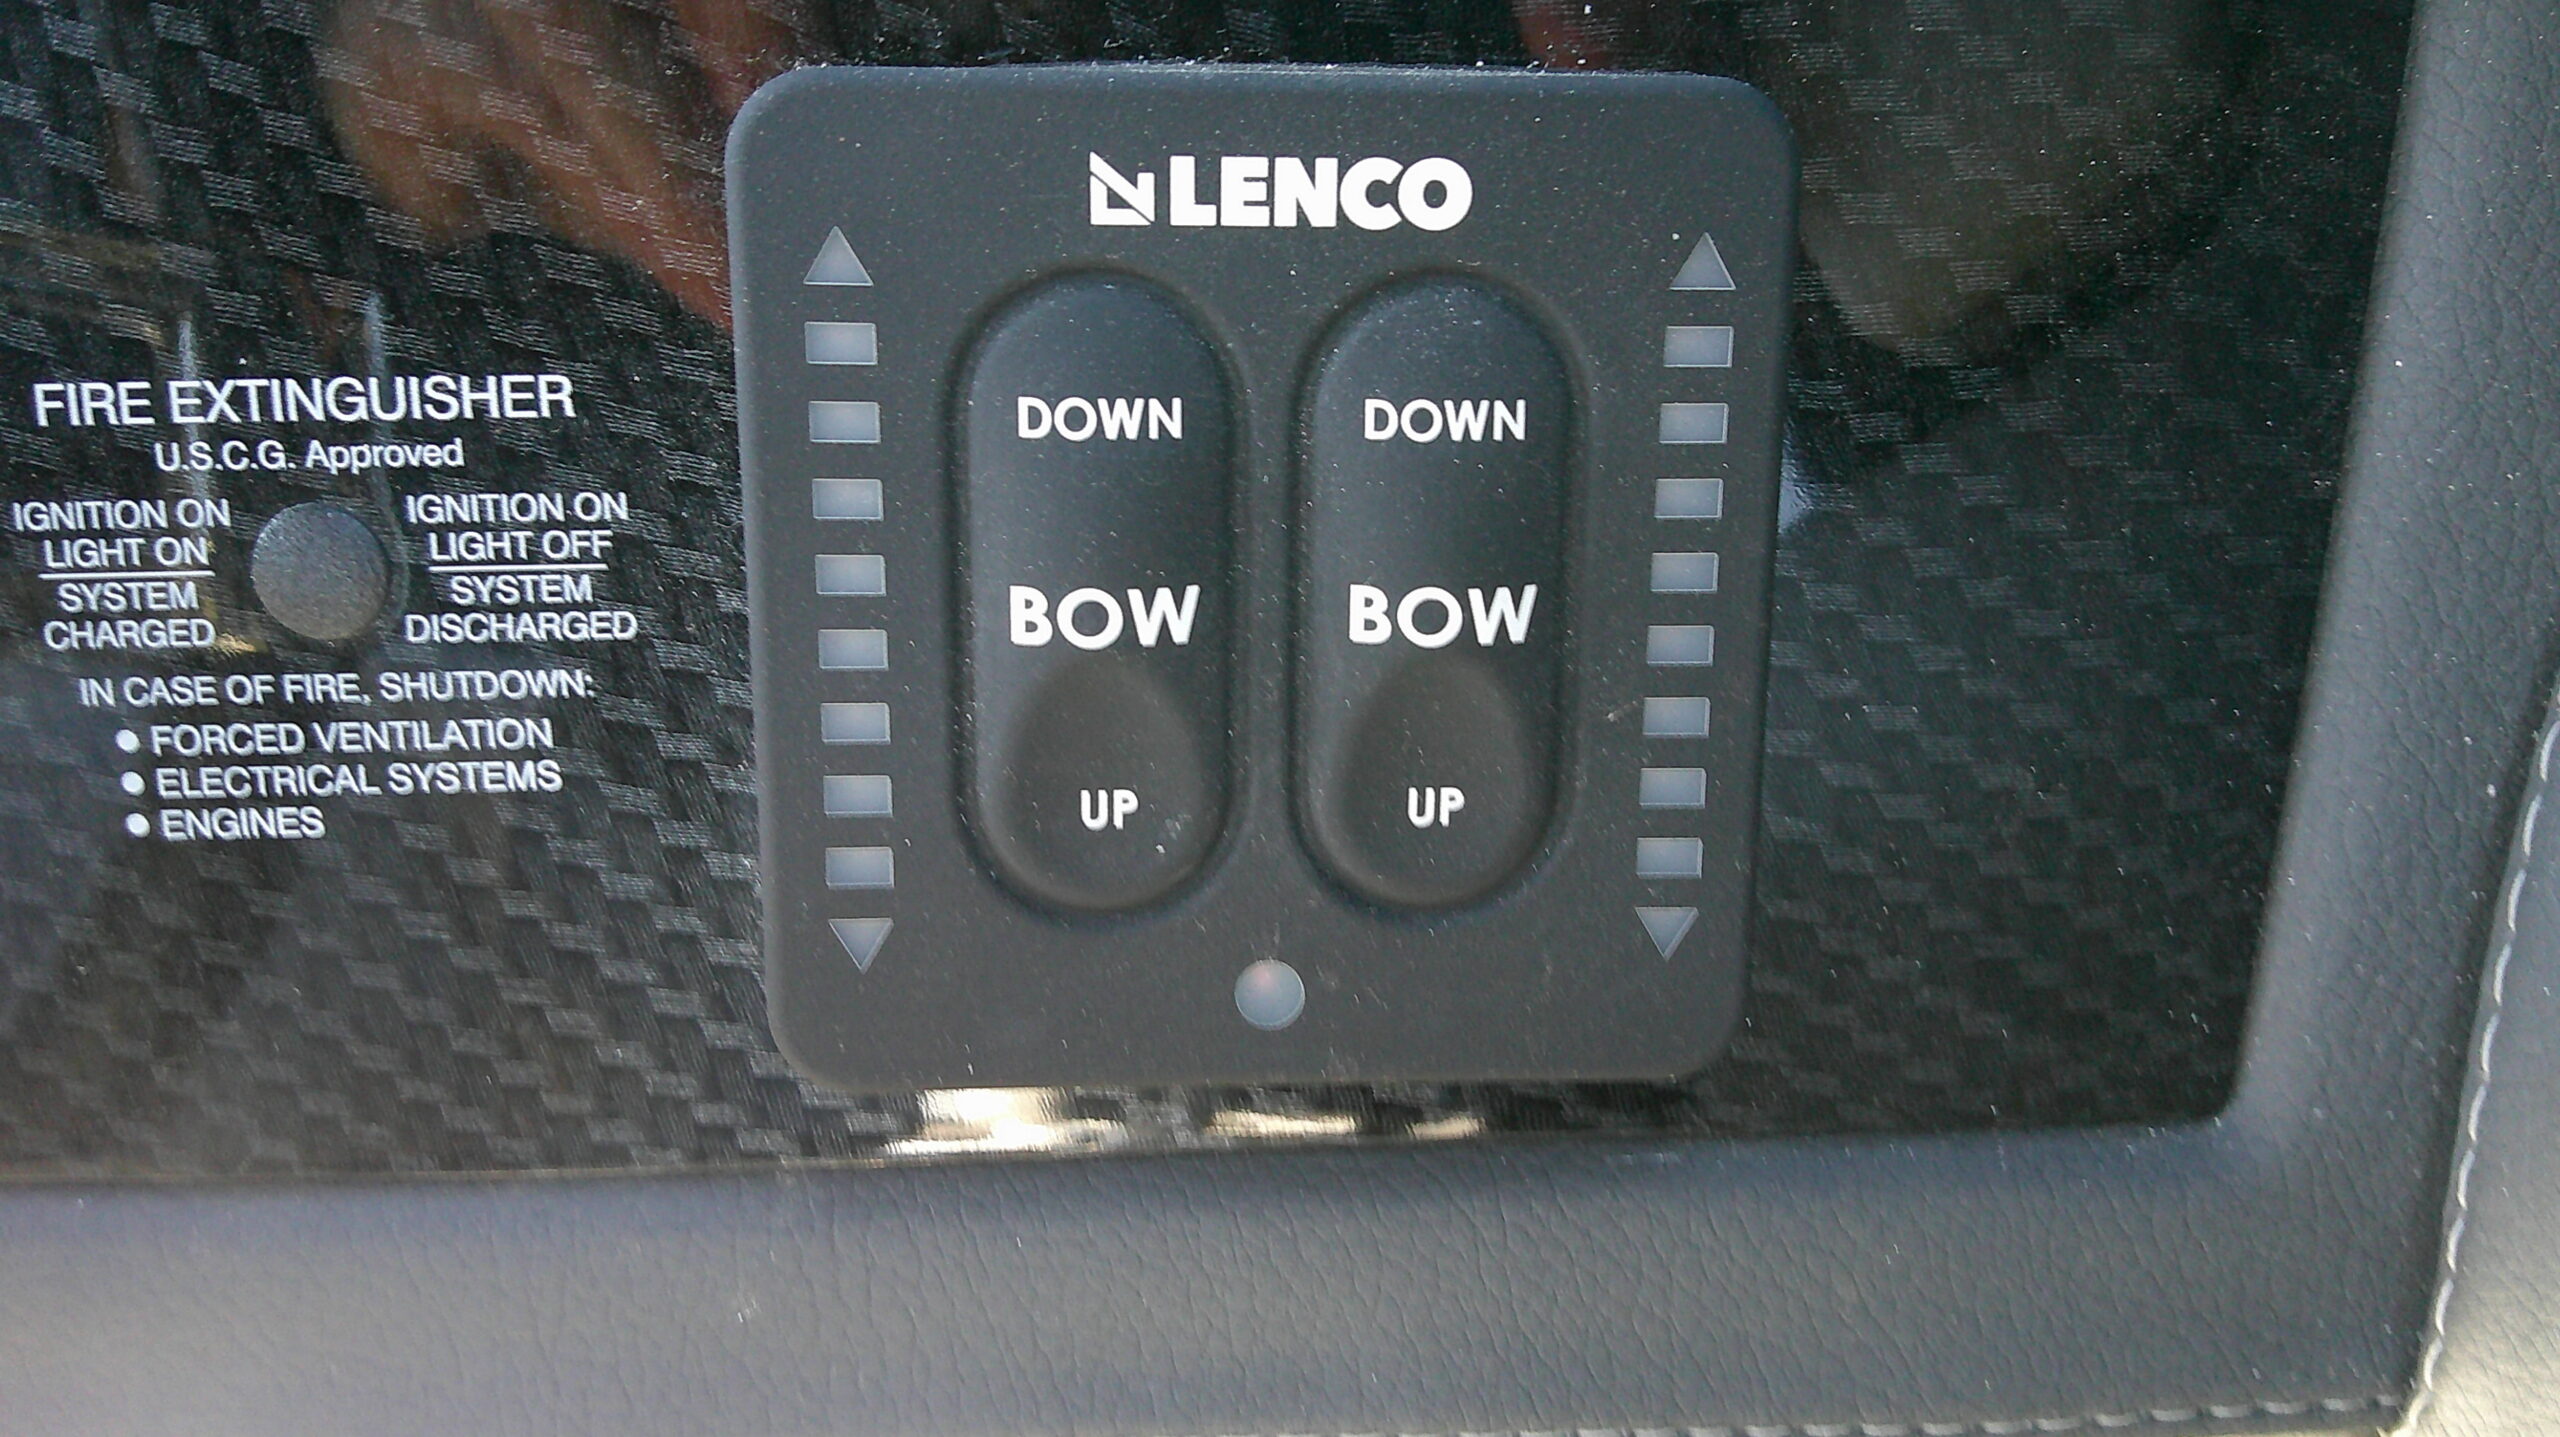 FIRE EXTINGUISHER
U.S.C.G. Approved
IGNITION ON
LIGHT ON
SYSTEM
CHARGED
IGNITION ON
LIGHT OFF
SYSTEM
DISCHARGED
IN CASE OF FIRE, SHUTDOWN:
• FORCED VENTILATION
• ELECTRICAL SYSTEMS
• ENGINES
LENCO
DOWN
BOW
UP
DOWN
BOW
UP